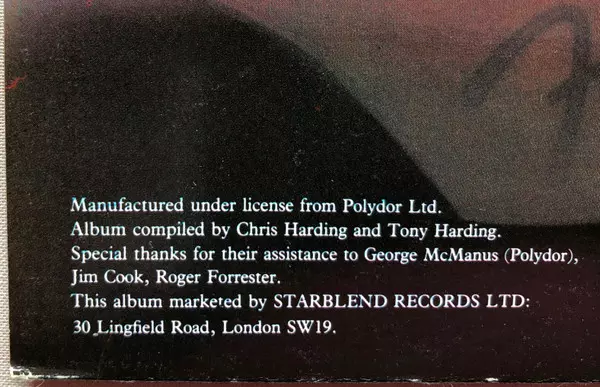 Manufactured under license from Polydor Ltd.
Album compiled by Chris Harding and Tony Harding.
Special thanks for their assistance to George McManus (Polydor),
Jim Cook, Roger Forrester.
This album marketed by STARBLEND RECORDS LTD:
30 Lingfield Road, London SW19.